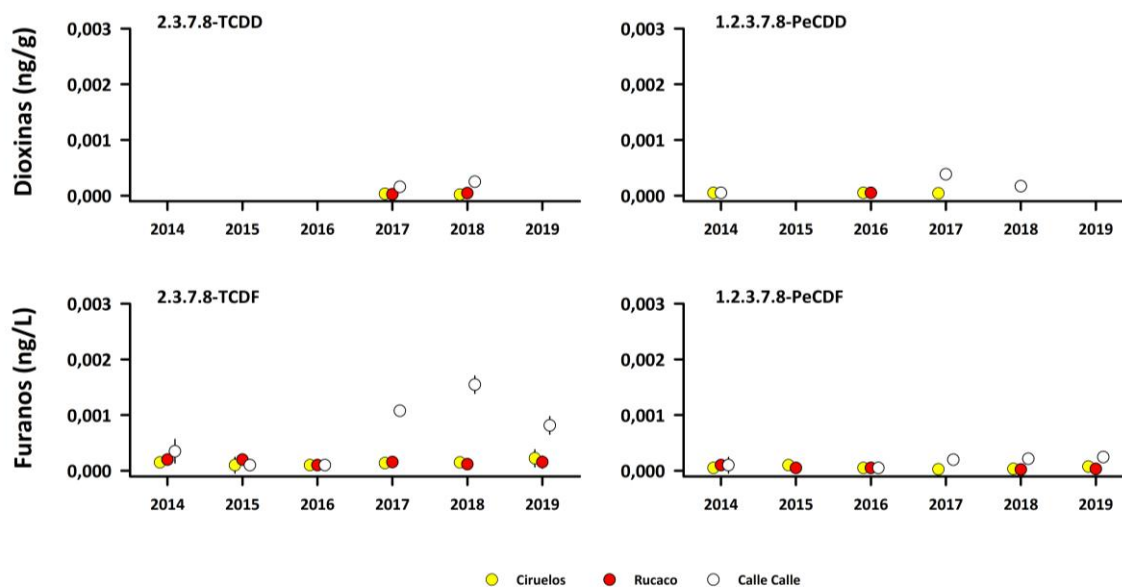 2.3.7.8-TCDD
1.2.3.7.8-PeCDD
Dioxinas (ng/g)
0,003
0,002
0,001
0,000
2014 2015 2016 2017 2018 2019
0,003
0,002
0,001
0,000
2014 2015 2016 2017 2018 2019
2.3.7.8-TCDF
1.2.3.7.8-PeCDF
Furanos (ng/L)
0,003
0,002
0,001
0,000
2014 2015 2016 2017 2018 2019
0,003
0,002
0,001
0,000
2014 2015 2016 2017 2018 2019
Ciruelos Rucaco Calle Calle